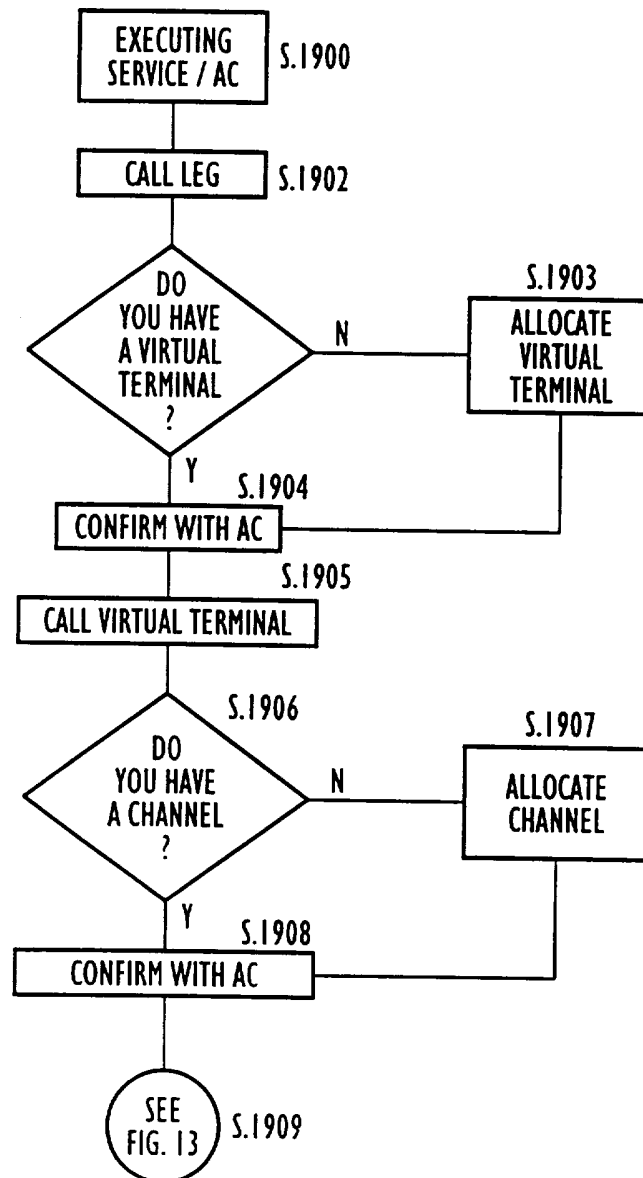 EXECUTING
SERVICE / AC
S.1900
CALL LEG
S.1902
DO
YOU HAVE
A VIRTUAL
TERMINAL
?
N
S.1903
ALLOCATE
VIRTUAL
TERMINAL
Y
S.1904
CONFIRM WITH AC
S.1905
CALL VIRTUAL TERMINAL
S.1906
DO
YOU HAVE
A CHANNEL
?
N
S.1907
ALLOCATE
CHANNEL
Y
S.1908
CONFIRM WITH AC
SEE
FIG. 13
S.1909